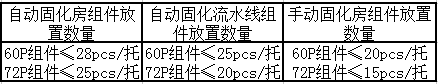 自动固化房组件放置数量
自动固化流水线组件放置数量
手动固化房组件放置数量
60P组件≤28pcs/托
72P组件≤25pcs/托
60P组件≤25pcs/托
72P组件≤20pcs/托
60P组件≤20pcs/托
72P组件≤15pcs/托